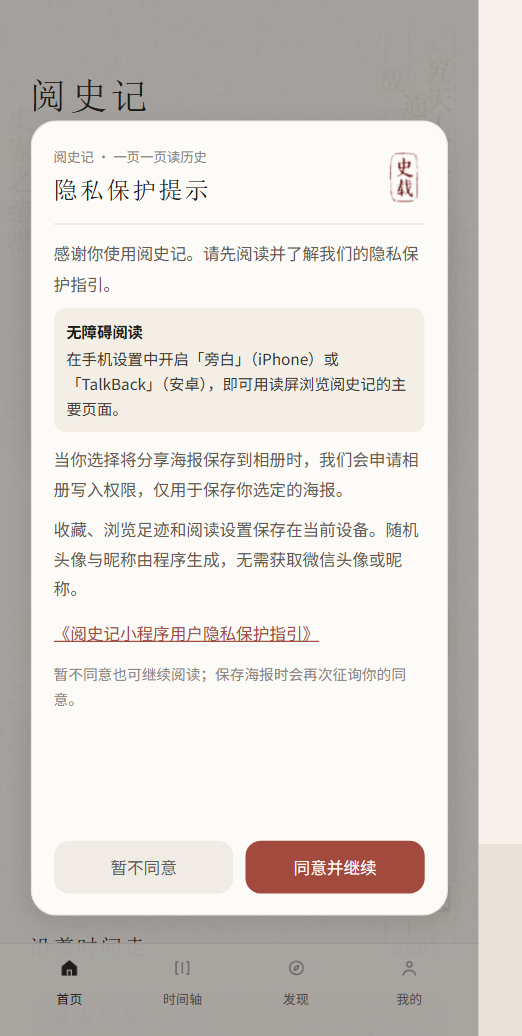 阅史记
阅史记 · 一页一页读历史
隐私保护提示
史
载
感谢你使用阅史记。请先阅读并了解我们的隐私保
护指引。
无障碍阅读
在手机设置中开启「旁白」（iPhone）或
「TalkBack」（安卓），即可用读屏浏览阅史记的主
要页面。
当你选择将分享海报保存到相册时，我们会申请相
册写入权限，仅用于保存你选定的海报。
收藏、浏览足迹和阅读设置保存在当前设备。随机
头像与昵称由程序生成，无需获取微信头像或昵
称。
《阅史记小程序用户隐私保护指引》
暂不同意也可继续阅读；保存海报时会再次征询你的同
意。
暂不同意
同意并继续
沿着时间走
首页
时间轴
发现
我的